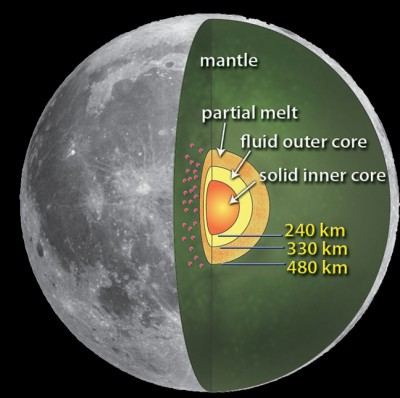 mantle
partial melt
fluid outer core
solid inner core
240 km
330 km
480 km